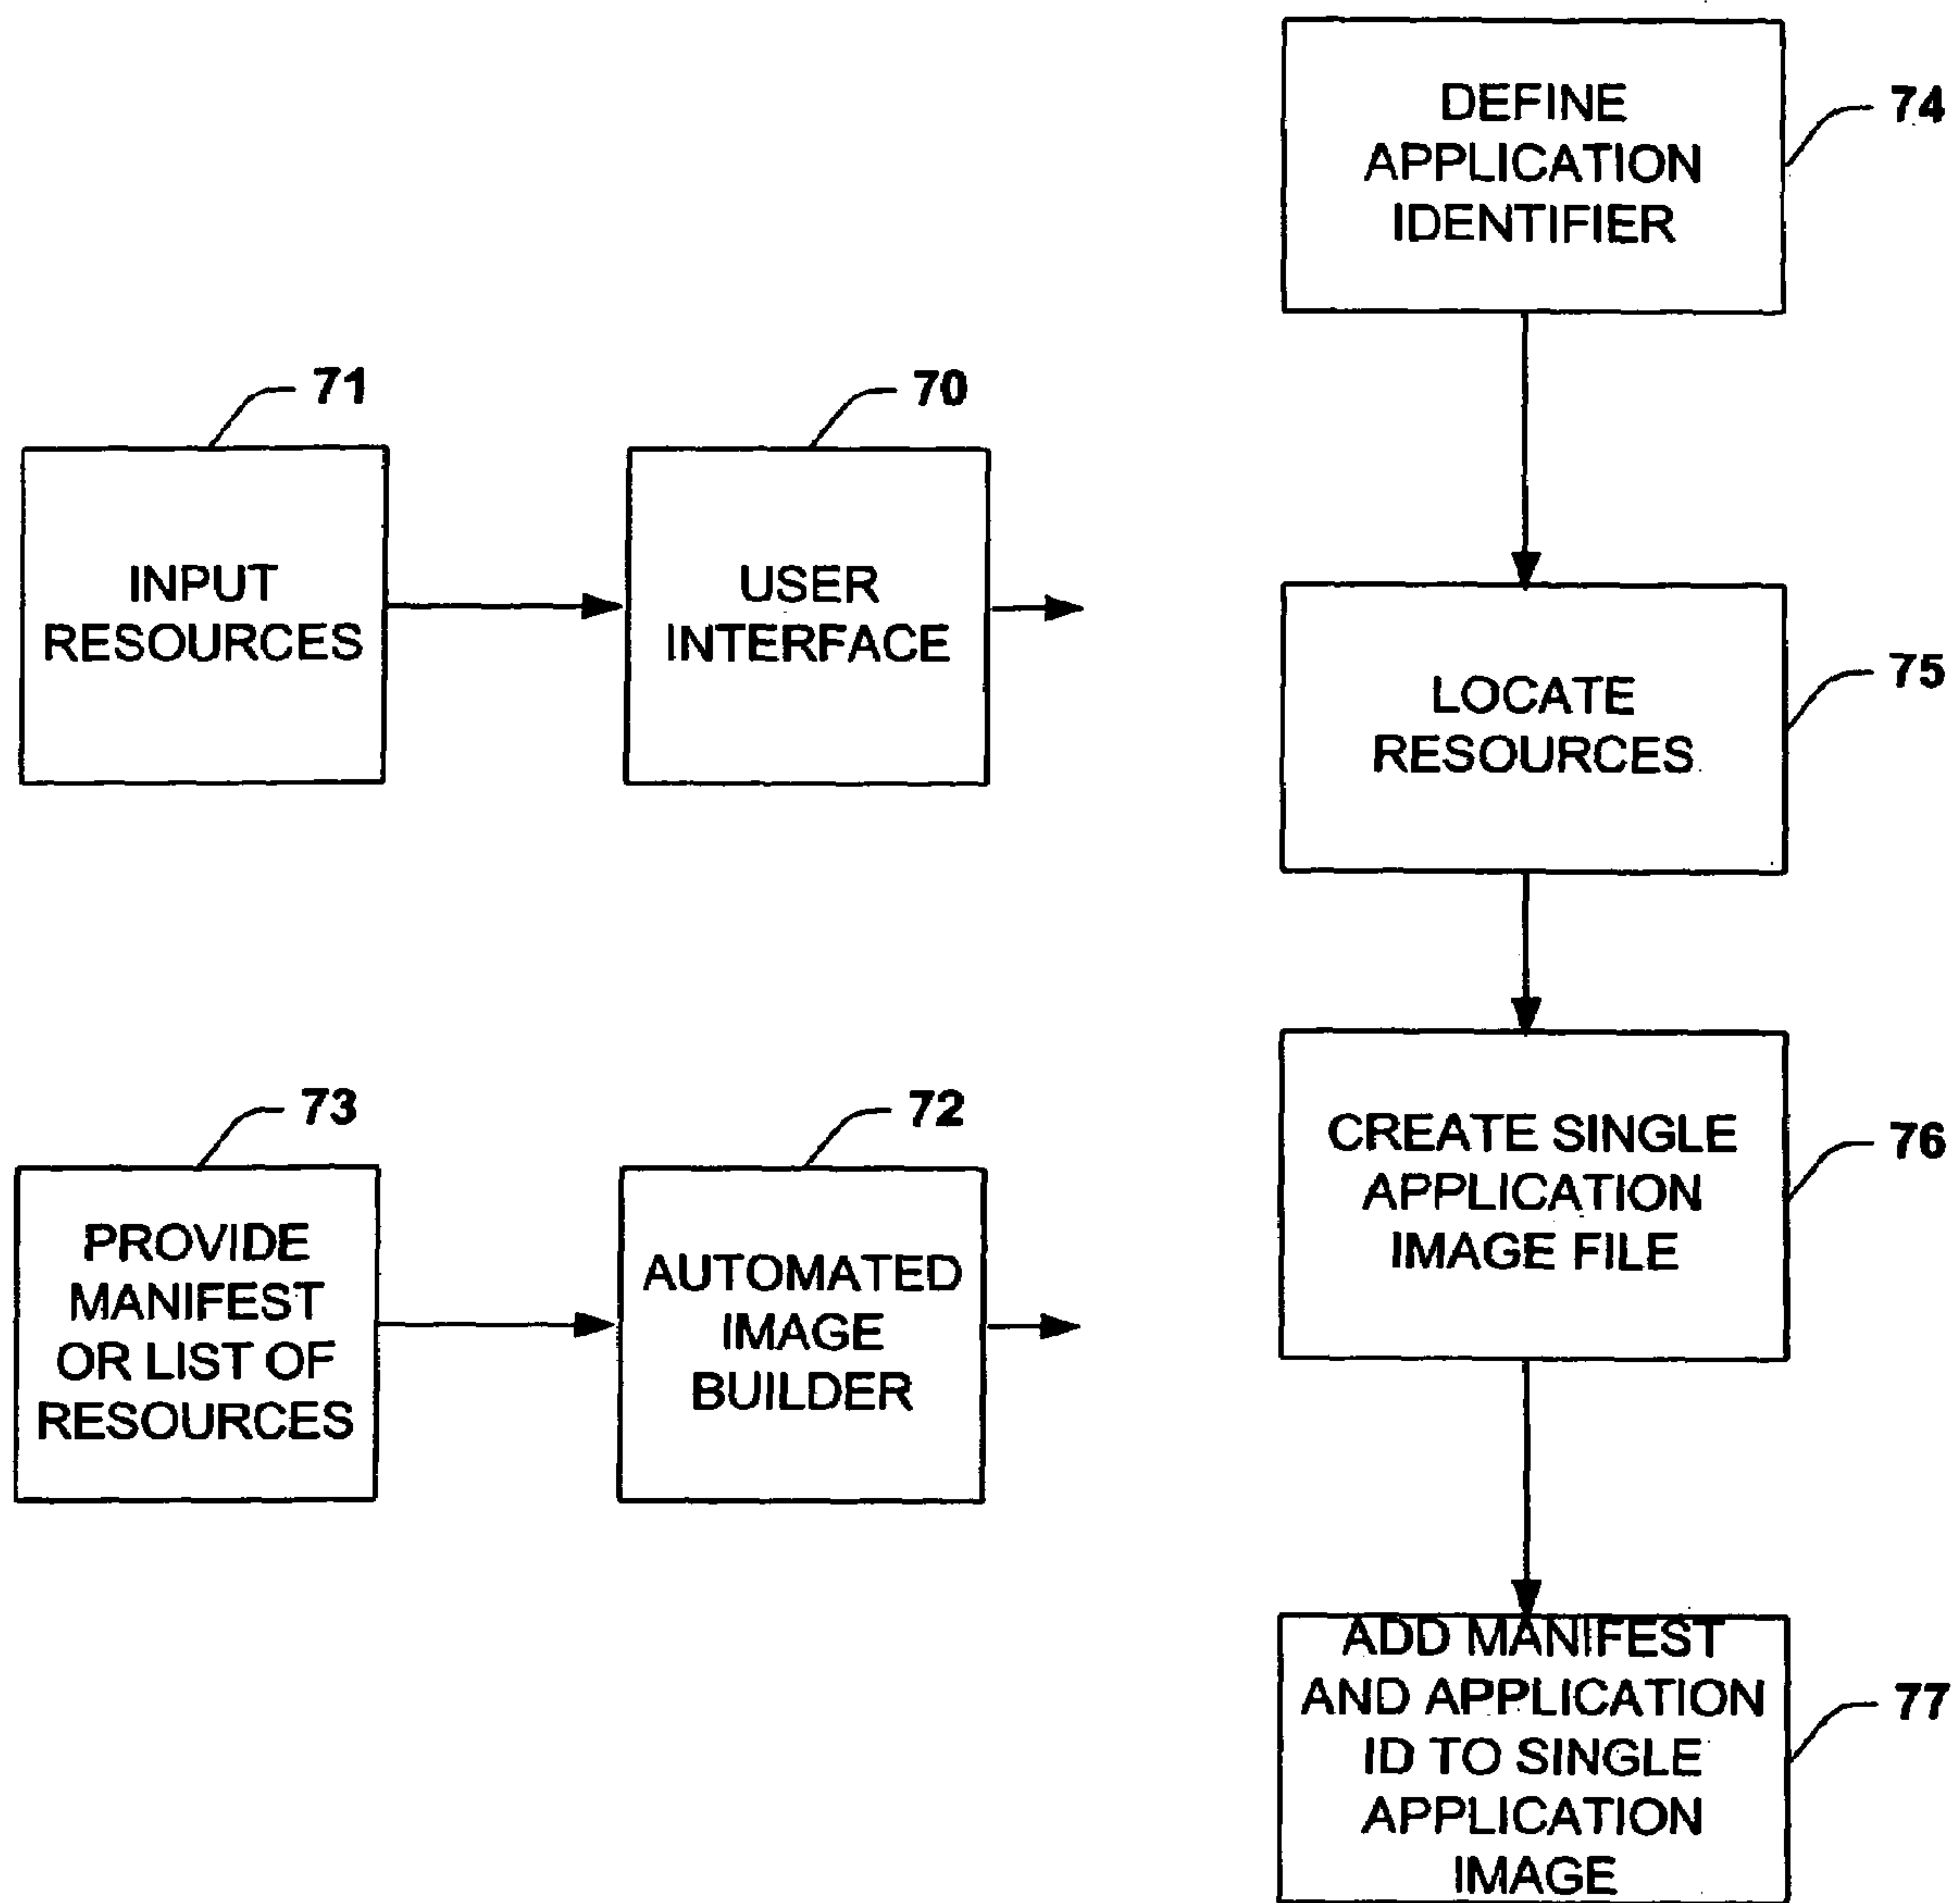 DEFINE
APPLICATION
IDENTIFIER
74
71
70
INPUT
RESOURCES
USER
INTERFACE
LOCATE
RESOURCES
75
73
72
PROVIDE
MANIFEST
OR LIST OF
RESOURCES
AUTOMATED
IMAGE
BUILDER
CREATE SINGLE
APPLICATION
IMAGE FILE
76
ADD MANIFEST
AND APPLICATION
ID TO SINGLE
APPLICATION
IMAGE
77